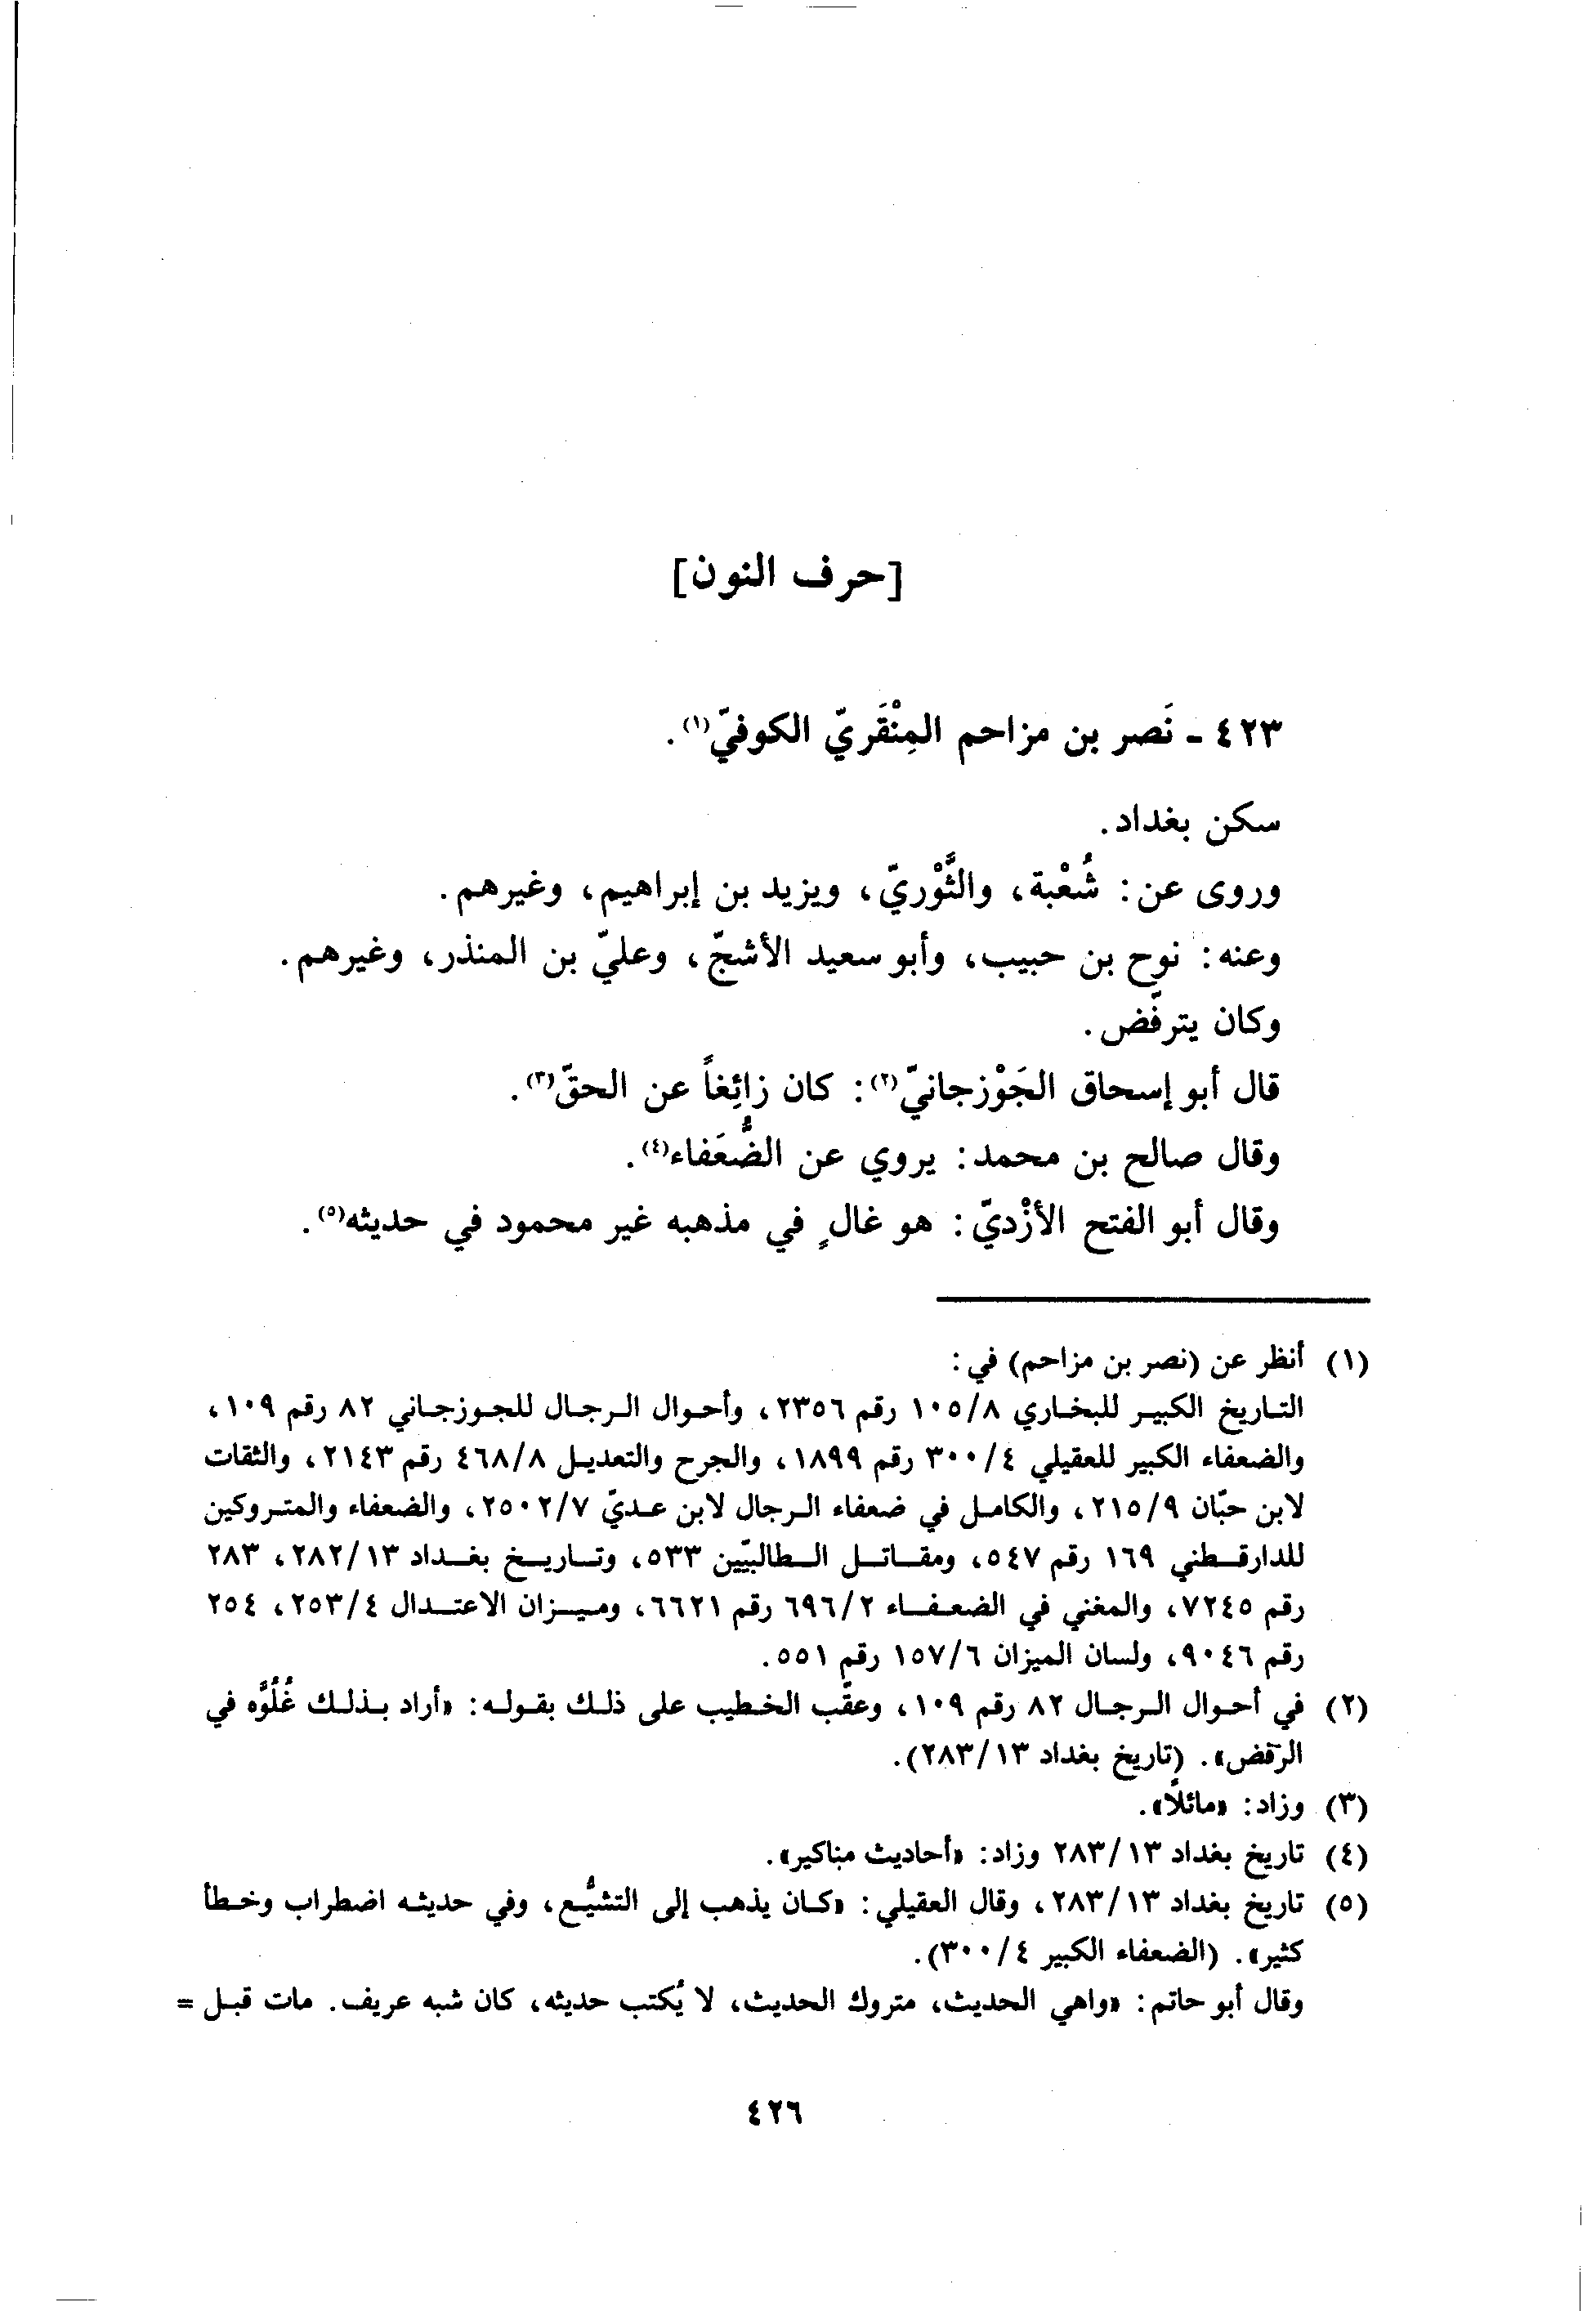 [حرف النون]
٤٢٣ - نَصر بن مزاحم المِنْقَريّ الكوفيّ(١).
سكن بغداد.
وروى عن: شُعْبة، والثَّوْريّ، ويزيد بن إبراهيم، وغيرهم.
وعنه: نوح بن حبيب، وأبو سعيد الأشجّ، وعليّ بن المنذر، وغيرهم.
وكان يترفّض.
قال أبو إسحاق الجَوْزجانيّ(٢): كان زائِغاً عن الحقّ(٣).
وقال صالح بن محمد: يروي عن الضُّعَفاء(٤).
وقال أبو الفتح الأزْديّ: هو غالٍ في مذهبه غير محمود في حديثه(٥).
(١) أنظر عن (نصر بن مزاحم) في:
التاريخ الكبير للبخاري ١٠٥/٨ رقم ٢٣٥٦، وأحوال الرجال للجوزجاني ٨٢ رقم ١٠٩،
والضعفاء الكبير للعقيلي ٣٠٠/٤ رقم ١٨٩٩، والجرح والتعديل ٤٦٨/٨ رقم ٢١٤٣، والثقات
لابن حبّان ٢١٥/٩، والكامل في ضعفاء الرجال لابن عديّ ٢٥٠٢/٧، والضعفاء والمتروكين
للدارقطني ١٦٩ رقم ٥٤٧، ومقاتل الطالبيّين ٥٣٣، وتاريخ بغداد ٢٨٢/١٣، ٢٨٣
رقم ٧٢٤٥، والمغني في الضعفاء ٦٩٦/٢ رقم ٦٦٢١، وميزان الاعتدال ٢٥٣/٤، ٢٥٤
رقم ٩٠٤٦، ولسان الميزان ١٥٧/٦ رقم ٥٥١.
(٢) في أحوال الرجال ٨٢ رقم ١٠٩، وعقّب الخطيب على ذلك بقوله: «أراد بذلك غُلُوَّه في
الرفض». (تاريخ بغداد ٢٨٣/١٣).
(٣) وزاد: «مائلًا».
(٤) تاريخ بغداد ٢٨٣/١٣ وزاد: «أحاديث مناكير».
(٥) تاريخ بغداد ٢٨٣/١٣، وقال العقيلي: «كان يذهب إلى التشيُّع، وفي حديثه اضطراب وخطأ
كثير». (الضعفاء الكبير ٣٠٠/٤).
وقال أبو حاتم: «واهي الحديث، متروك الحديث، لا يُكتب حديثه، كان شبه عريف. مات قبل =
٤٢٦